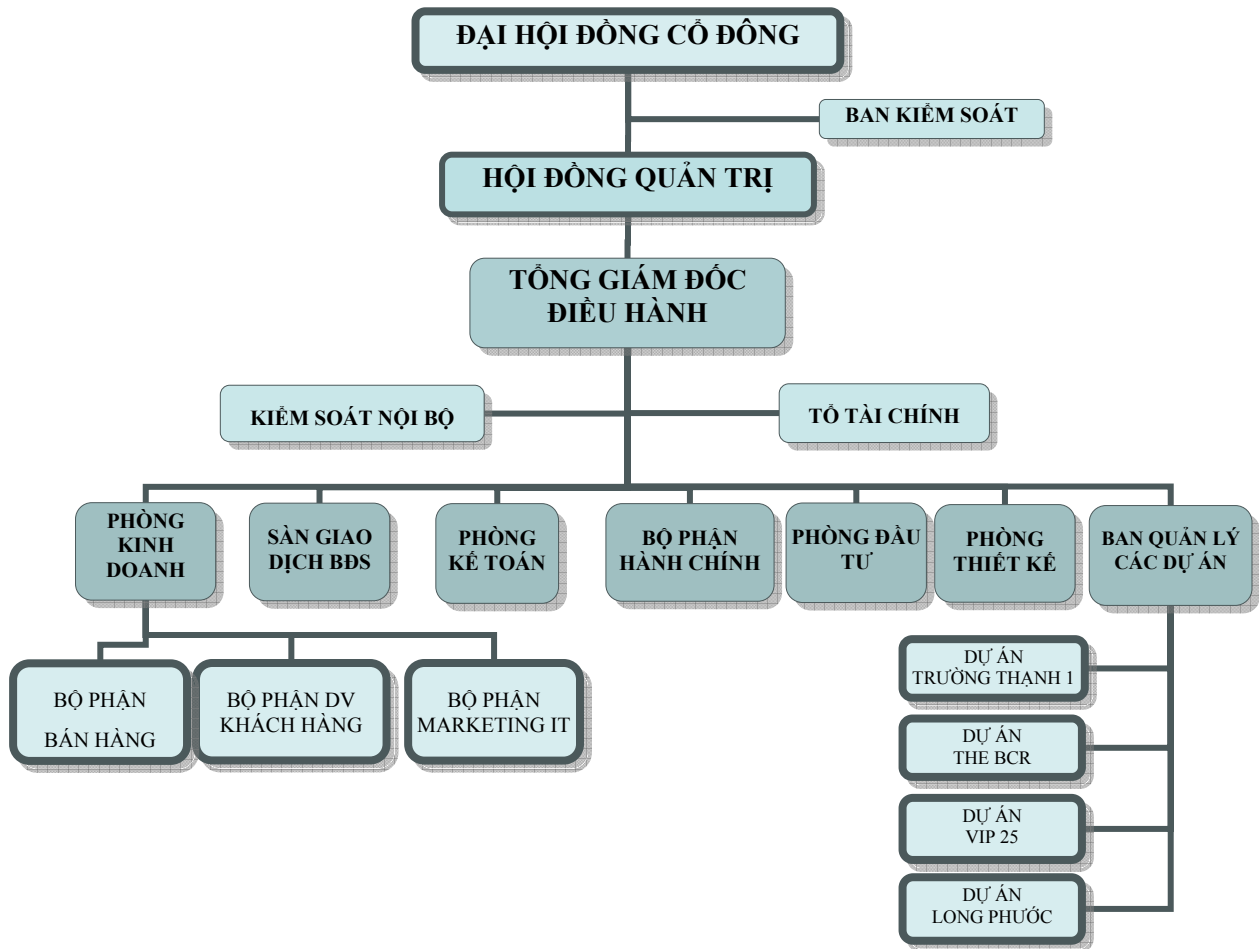 ĐẠI HỘI ĐỒNG CỔ ĐÔNG
BAN KIỂM SOÁT
HỘI ĐỒNG QUẢN TRỊ
TỔNG GIÁM ĐỐC
ĐIỀU HÀNH
KIỂM SOÁT NỘI BỘ
TỔ TÀI CHÍNH
PHÒNG
KINH
DOANH
SÀN GIAO
DỊCH BĐS
PHÒNG
KẾ TOÁN
BỘ PHẬN
HÀNH CHÍNH
PHÒNG ĐẦU
TƯ
PHÒNG
THIẾT KẾ
BAN QUẢN LÝ
CÁC DỰ ÁN
BỘ PHẬN
BÁN HÀNG
BỘ PHẬN DV
KHÁCH HÀNG
BỘ PHẬN
MARKETING IT
DỰ ÁN
TRƯỜNG THẠNH 1
DỰ ÁN
THE BCR
DỰ ÁN
VIP 25
DỰ ÁN
LONG PHƯỚC